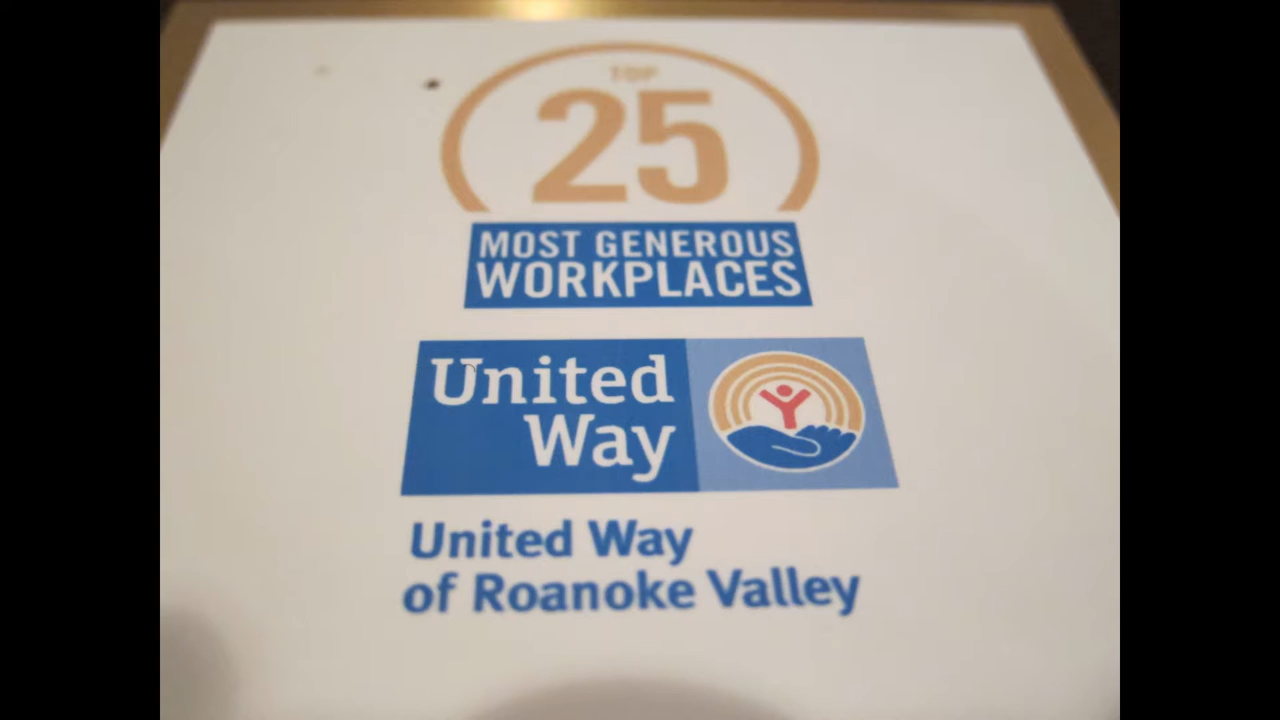 TOP
25
MOST GENEROUS
WORKPLACES
United
Way
United Way
of Roanoke Valley